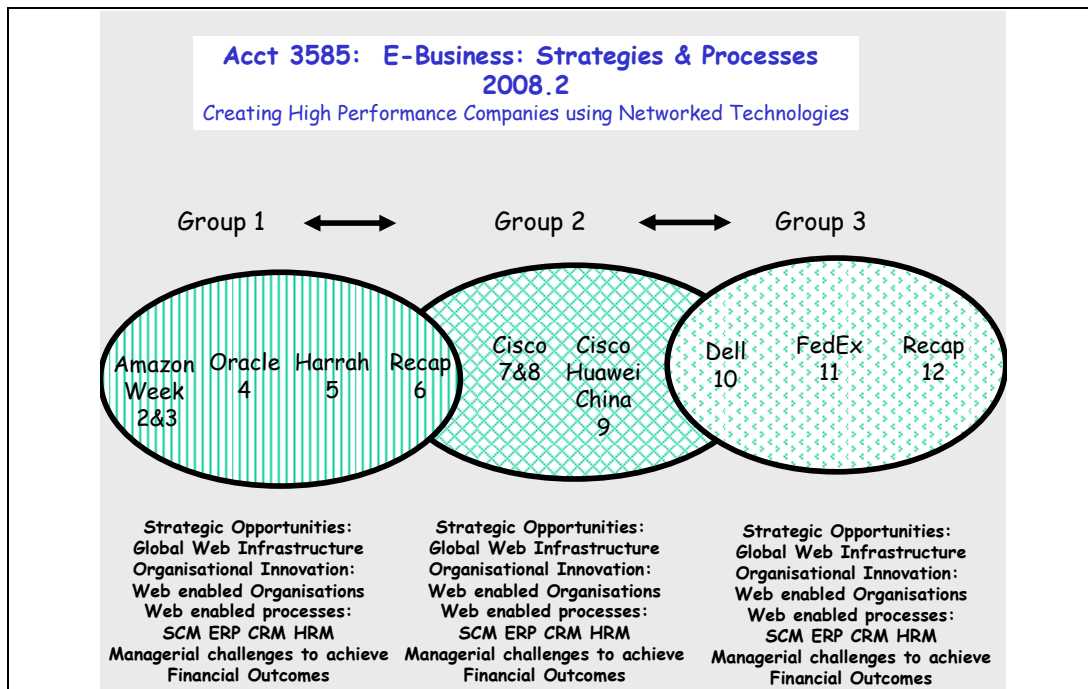 Acct 3585:  E-Business: Strategies & Processes
2008.2
Creating High Performance Companies using Networked Technologies
Group 1
Group 2
Group 3
Amazon
Week
2&3
Oracle
4
Harrah
5
Recap
6
Cisco
7&8
Cisco
Huawei
China
9
Dell
10
FedEx
11
Recap
12
Strategic Opportunities:
Global Web Infrastructure
Organisational Innovation:
Web enabled Organisations
Web enabled processes:
SCM ERP CRM HRM
Managerial challenges to achieve
Financial Outcomes
Strategic Opportunities:
Global Web Infrastructure
Organisational Innovation:
Web enabled Organisations
Web enabled processes:
SCM ERP CRM HRM
Managerial challenges to achieve
Financial Outcomes
Strategic Opportunities:
Global Web Infrastructure
Organisational Innovation:
Web enabled Organisations
Web enabled processes:
SCM ERP CRM HRM
Managerial challenges to achieve
Financial Outcomes